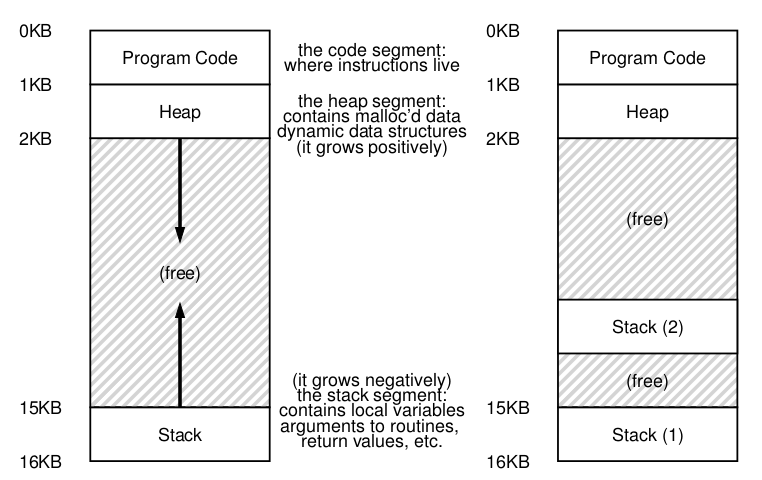 0KB
Program Code
1KB
Heap
2KB
(free)
15KB
Stack
16KB
the code segment:
where instructions live
the heap segment:
contains malloc'd data
dynamic data structures
(it grows positively)
(it grows negatively)
the stack segment:
contains local variables
arguments to routines,
return values, etc.
0KB
Program Code
1KB
Heap
2KB
(free)
Stack (2)
(free)
15KB
Stack (1)
16KB